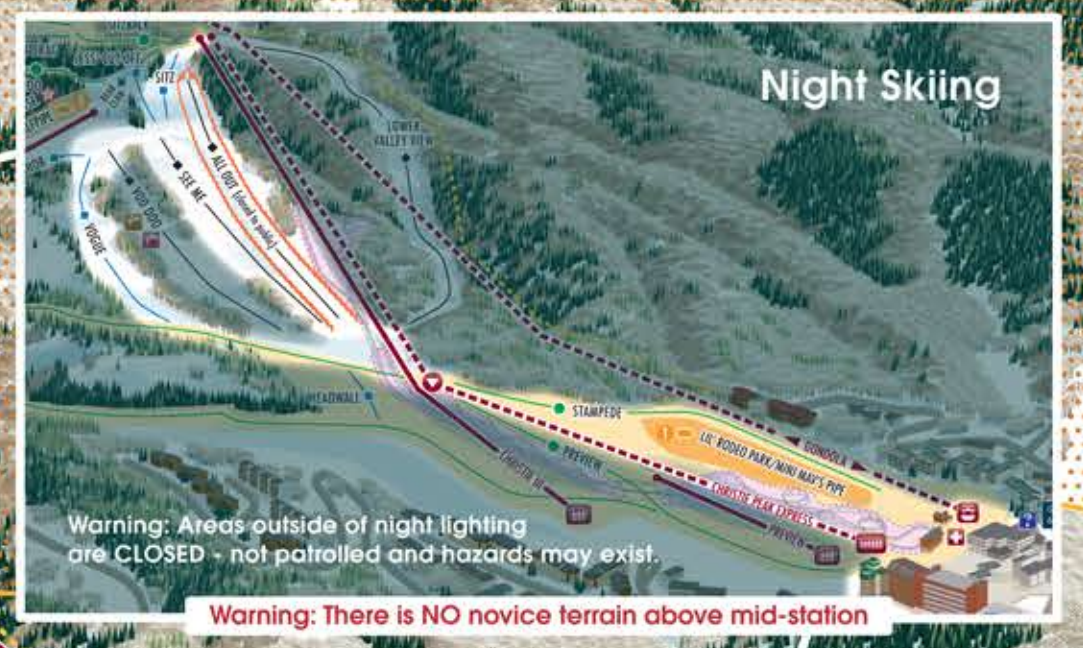 Night Skiing
SITZ
LOWER
VALLEY VIEW
ALL OUT (closed to public)
SEE ME
VOO DOO
VOGUE
HEADWALL
STAMPEDE
GONDOLA
LIL' RODEO PARK/MINI MAV'S PIPE
PREVIEW
CHRISTIE III
CHRISTIE PEAK EXPRESS
PREVIEW
Warning: Areas outside of night lighting
are CLOSED - not patrolled and hazards may exist.
Warning: There is NO novice terrain above mid-station